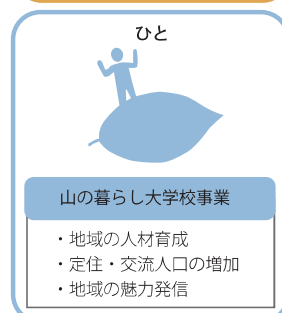 ひと
山の暮らし大学校事業
・地域の人材育成
・定住・交流人口の増加
・地域の魅力発信